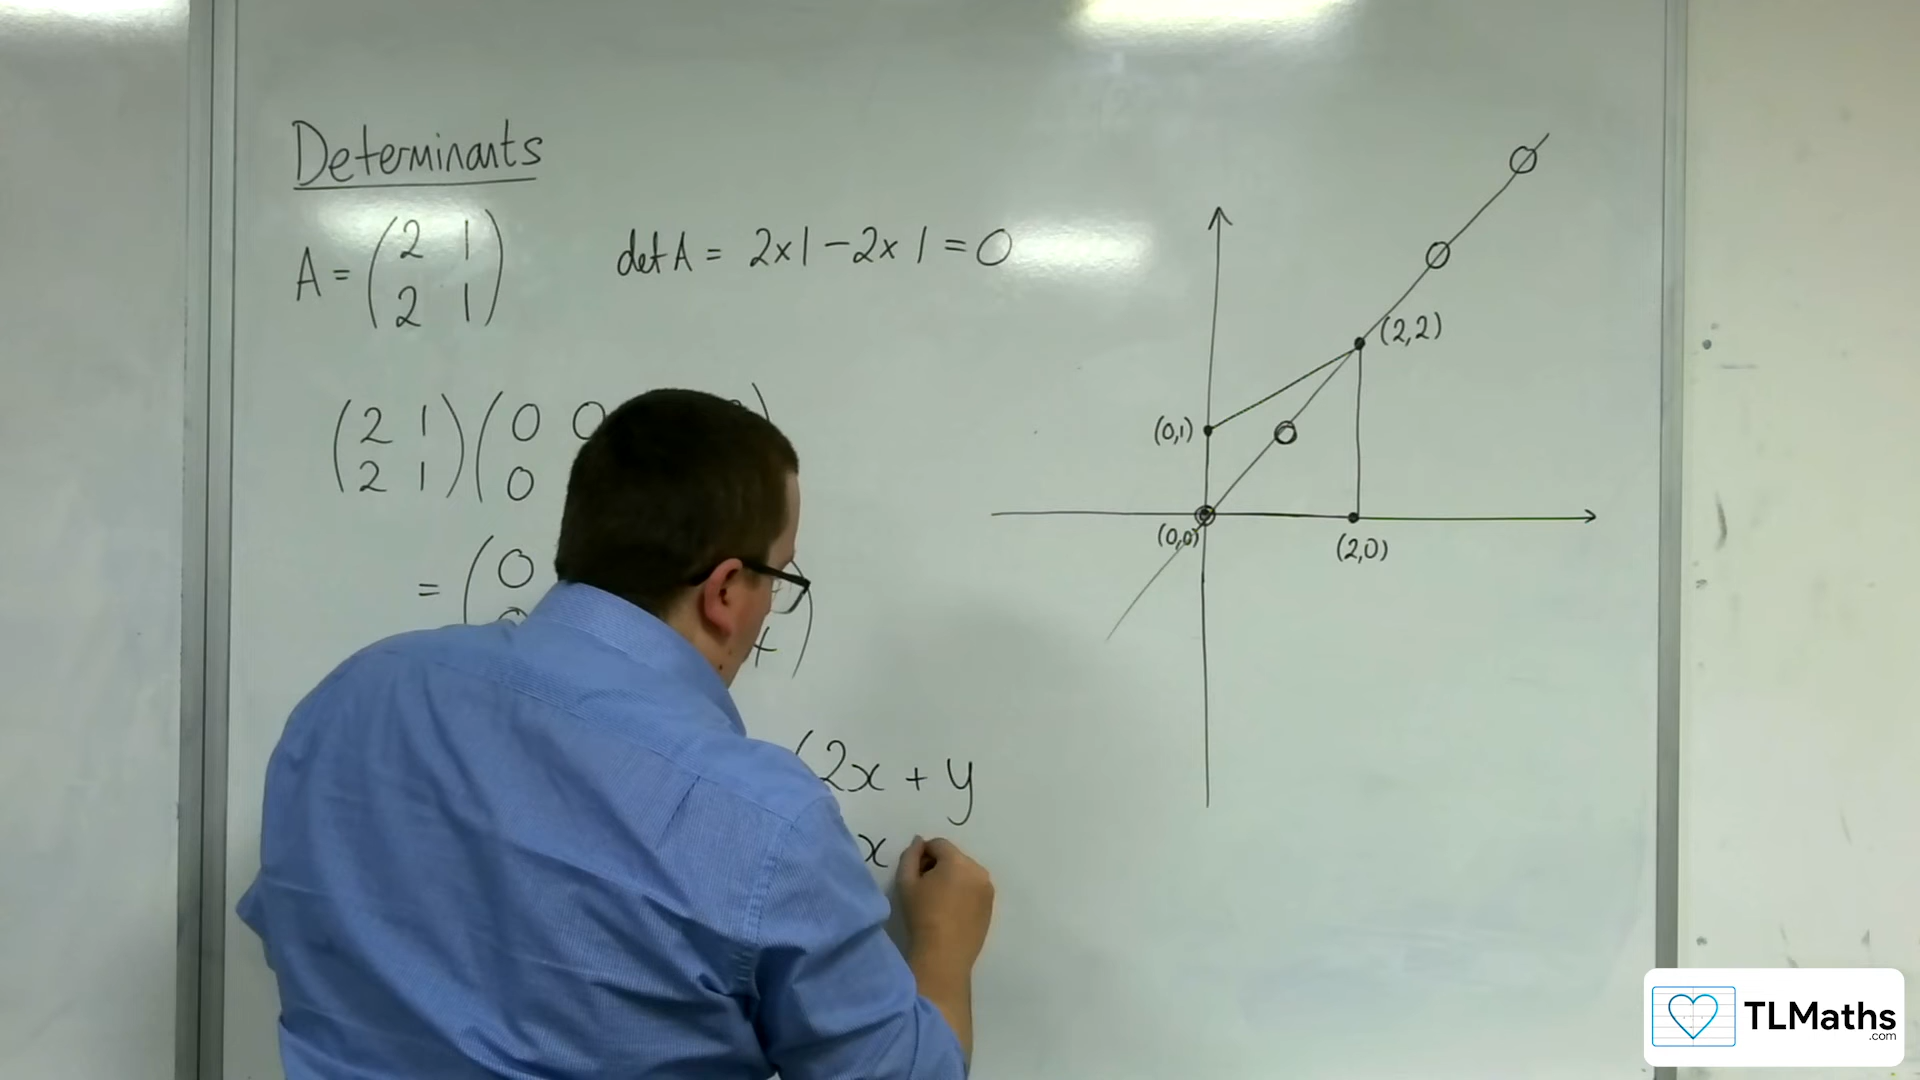 Determinants
A = (2 1
2 1)
det A = 2x1 - 2x1 = 0
(2 1
2 1) (0 0
0
= (0
2x + y
x
(2,2)
(0,1)
(0,0)
(2,0)
TLMaths
.com